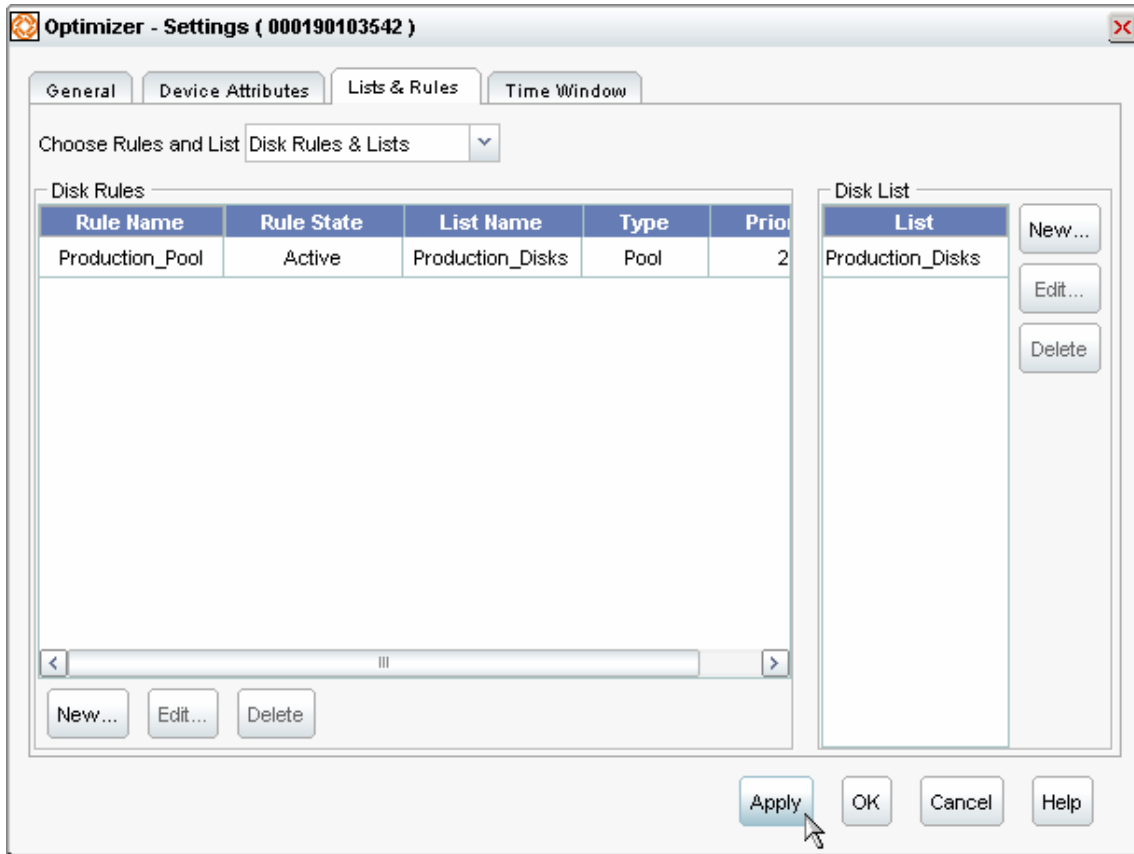 Optimizer - Settings ( 000190103542 )
General Device Attributes Lists & Rules Time Window
Choose Rules and List Disk Rules & Lists
Disk Rules Disk List
Rule Name Rule State List Name Type Prior List New...
Production_Pool Active Production_Disks Pool 2 Production_Disks
Edit...
Delete
New... Edit... Delete
Apply OK Cancel Help